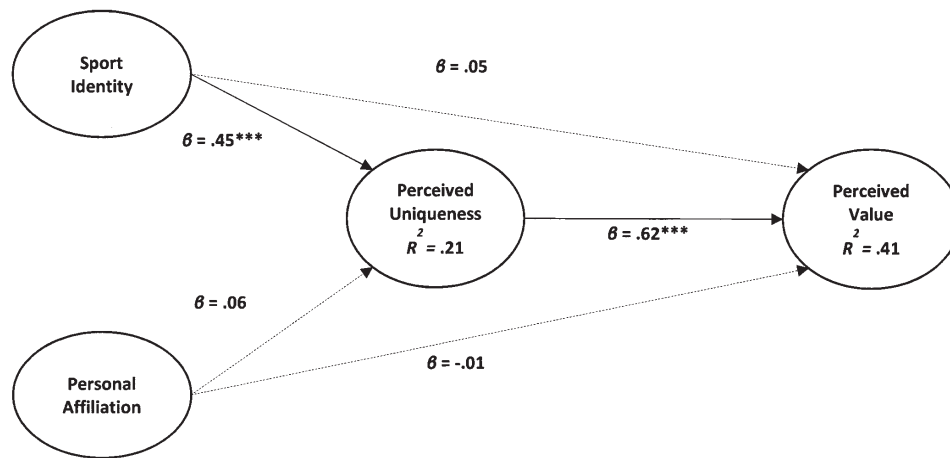 Sport
Identity
β = .05
β = .45***
Perceived
Uniqueness
R² = .21
Perceived
Value
R² = .41
β = .62***
β = .06
β = -.01
Personal
Affiliation